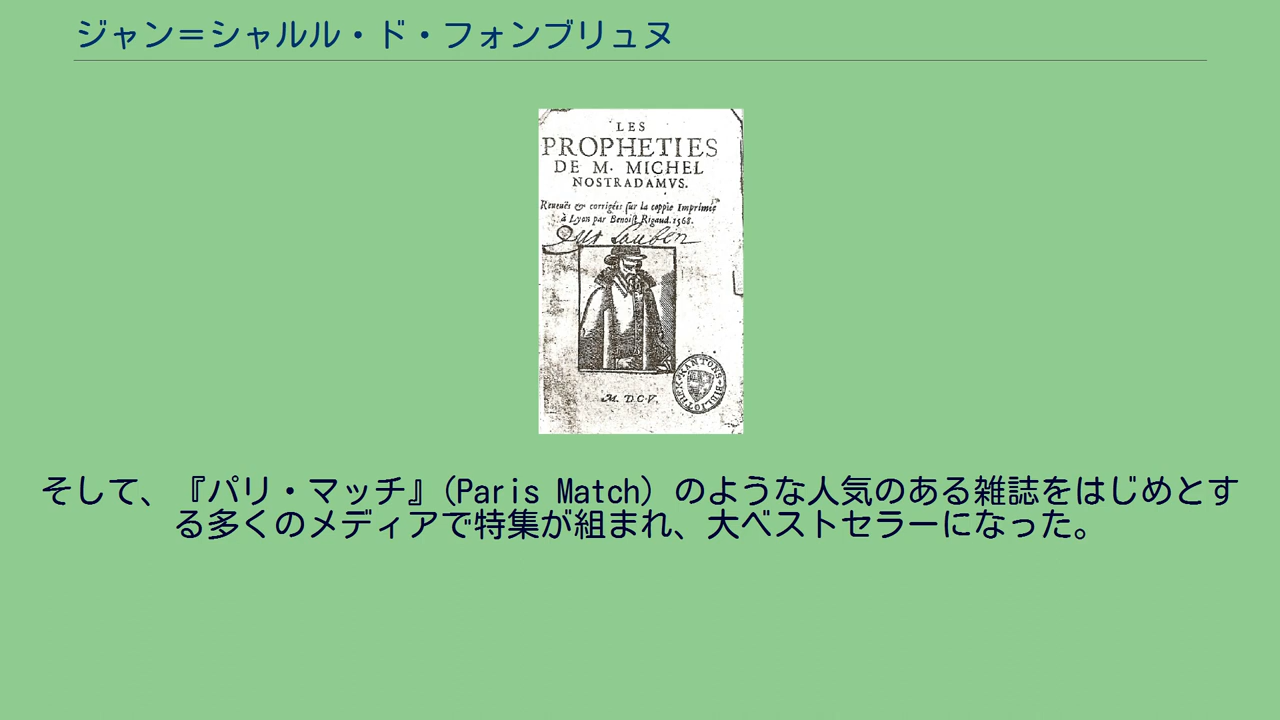 ジャン＝シャルル・ド・フォンブリュヌ
LES
PROPHETIES
DE M. MICHEL
NOSTRADAMVS.
Reueuës & corrigées ſur la coppie Imprimée
à Lyon par Benoiſt Rigaud. 1568.
M. DCV.
そして、『パリ・マッチ』(Paris Match) のような人気のある雑誌をはじめとす
る多くのメディアで特集が組まれ、大ベストセラーになった。